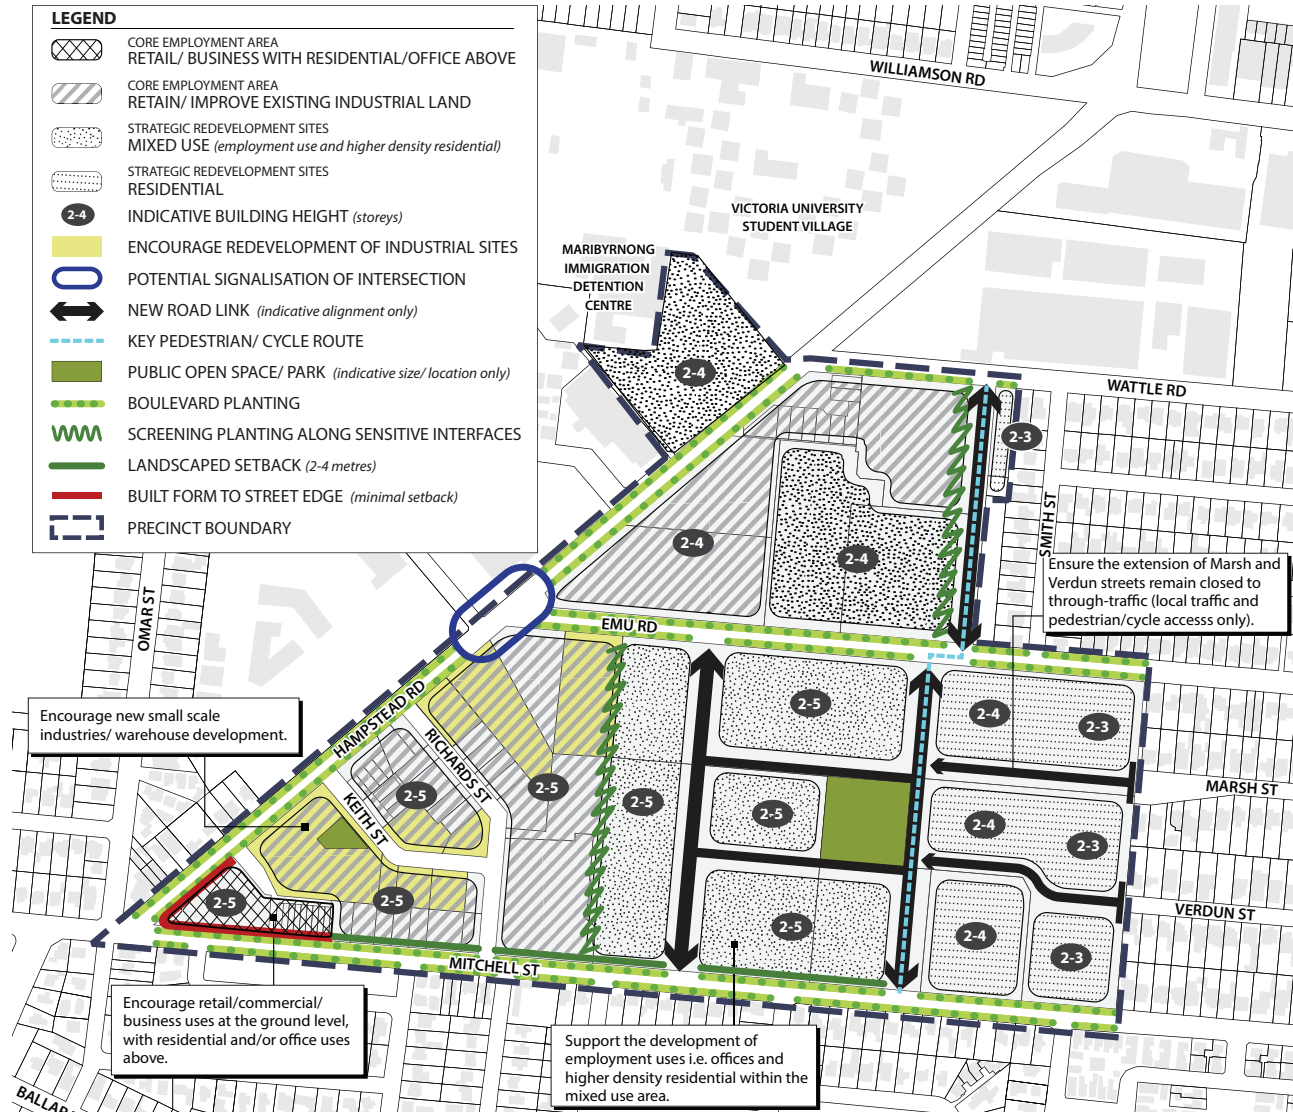 LEGEND
CORE EMPLOYMENT AREA
RETAIL/ BUSINESS WITH RESIDENTIAL/OFFICE ABOVE
CORE EMPLOYMENT AREA
RETAIN/ IMPROVE EXISTING INDUSTRIAL LAND
STRATEGIC REDEVELOPMENT SITES
MIXED USE (employment use and higher density residential)
STRATEGIC REDEVELOPMENT SITES
RESIDENTIAL
2-4 INDICATIVE BUILDING HEIGHT (storeys)
ENCOURAGE REDEVELOPMENT OF INDUSTRIAL SITES
POTENTIAL SIGNALISATION OF INTERSECTION
NEW ROAD LINK (indicative alignment only)
KEY PEDESTRIAN/ CYCLE ROUTE
PUBLIC OPEN SPACE/ PARK (indicative size/ location only)
BOULEVARD PLANTING
SCREENING PLANTING ALONG SENSITIVE INTERFACES
LANDSCAPED SETBACK (2-4 metres)
BUILT FORM TO STREET EDGE (minimal setback)
PRECINCT BOUNDARY
WILLIAMSON RD
VICTORIA UNIVERSITY
STUDENT VILLAGE
MARIBYRNONG
IMMIGRATION
DETENTION
CENTRE
2-4
WATTLE RD
2-3
SMITH ST
2-4
2-4
Ensure the extension of Marsh and
Verdun streets remain closed to
through-traffic (local traffic and
pedestrian/cycle accesss only).
OMAR ST
EMU RD
HAMPSTEAD RD
RICHARDS ST
KEITH ST
Encourage new small scale
industries/ warehouse development.
2-5
2-4
2-3
2-5
2-5
2-5
2-5
MARSH ST
2-4
2-3
2-5
2-5
2-5
VERDUN ST
2-4
2-3
MITCHELL ST
Encourage retail/commercial/
business uses at the ground level,
with residential and/or office uses
above.
Support the development of
employment uses i.e. offices and
higher density residential within the
mixed use area.
BALLARA